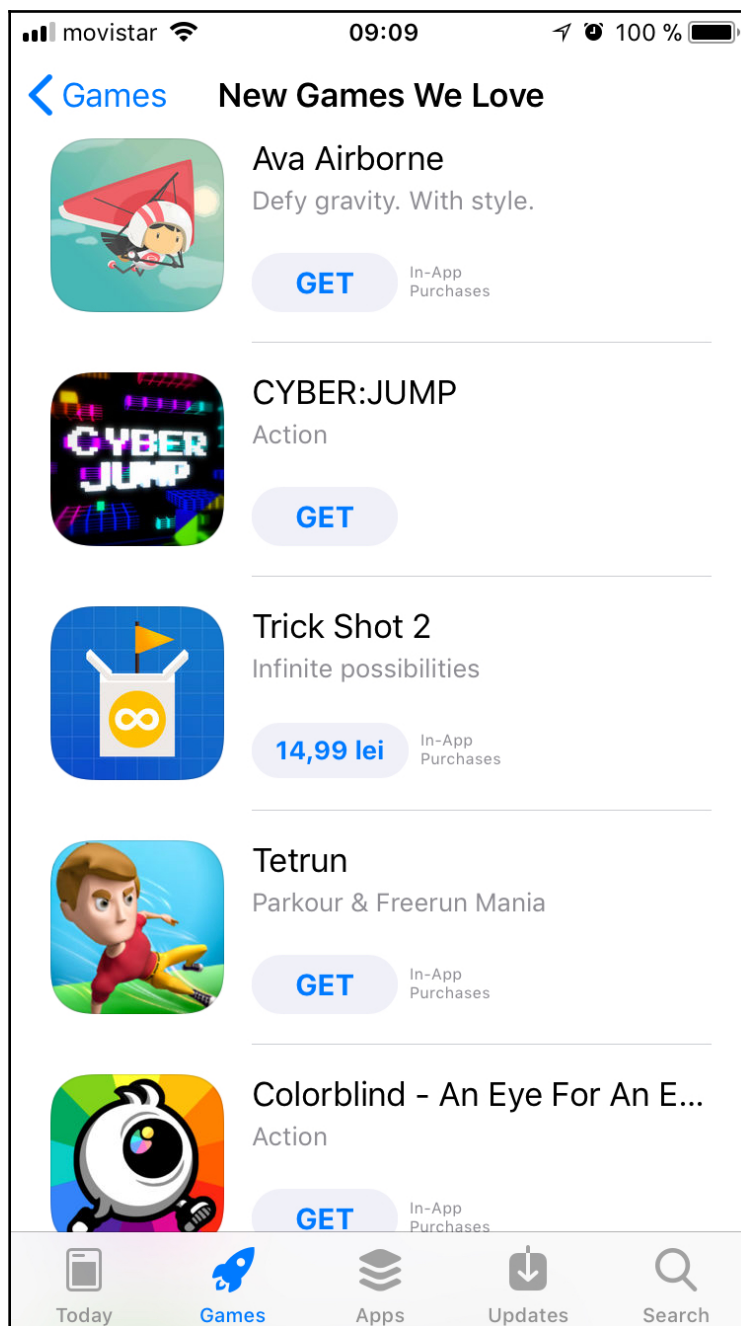 movistar 09:09 100 %
Games New Games We Love
Ava Airborne
Defy gravity. With style.
GET
In-App
Purchases
CYBER
JUMP
CYBER:JUMP
Action
GET
Trick Shot 2
Infinite possibilities
14,99 lei
In-App
Purchases
Tetrun
Parkour & Freerun Mania
GET
In-App
Purchases
Colorblind - An Eye For An E...
Action
GET
In-App
Purchases
Today Games Apps Updates Search